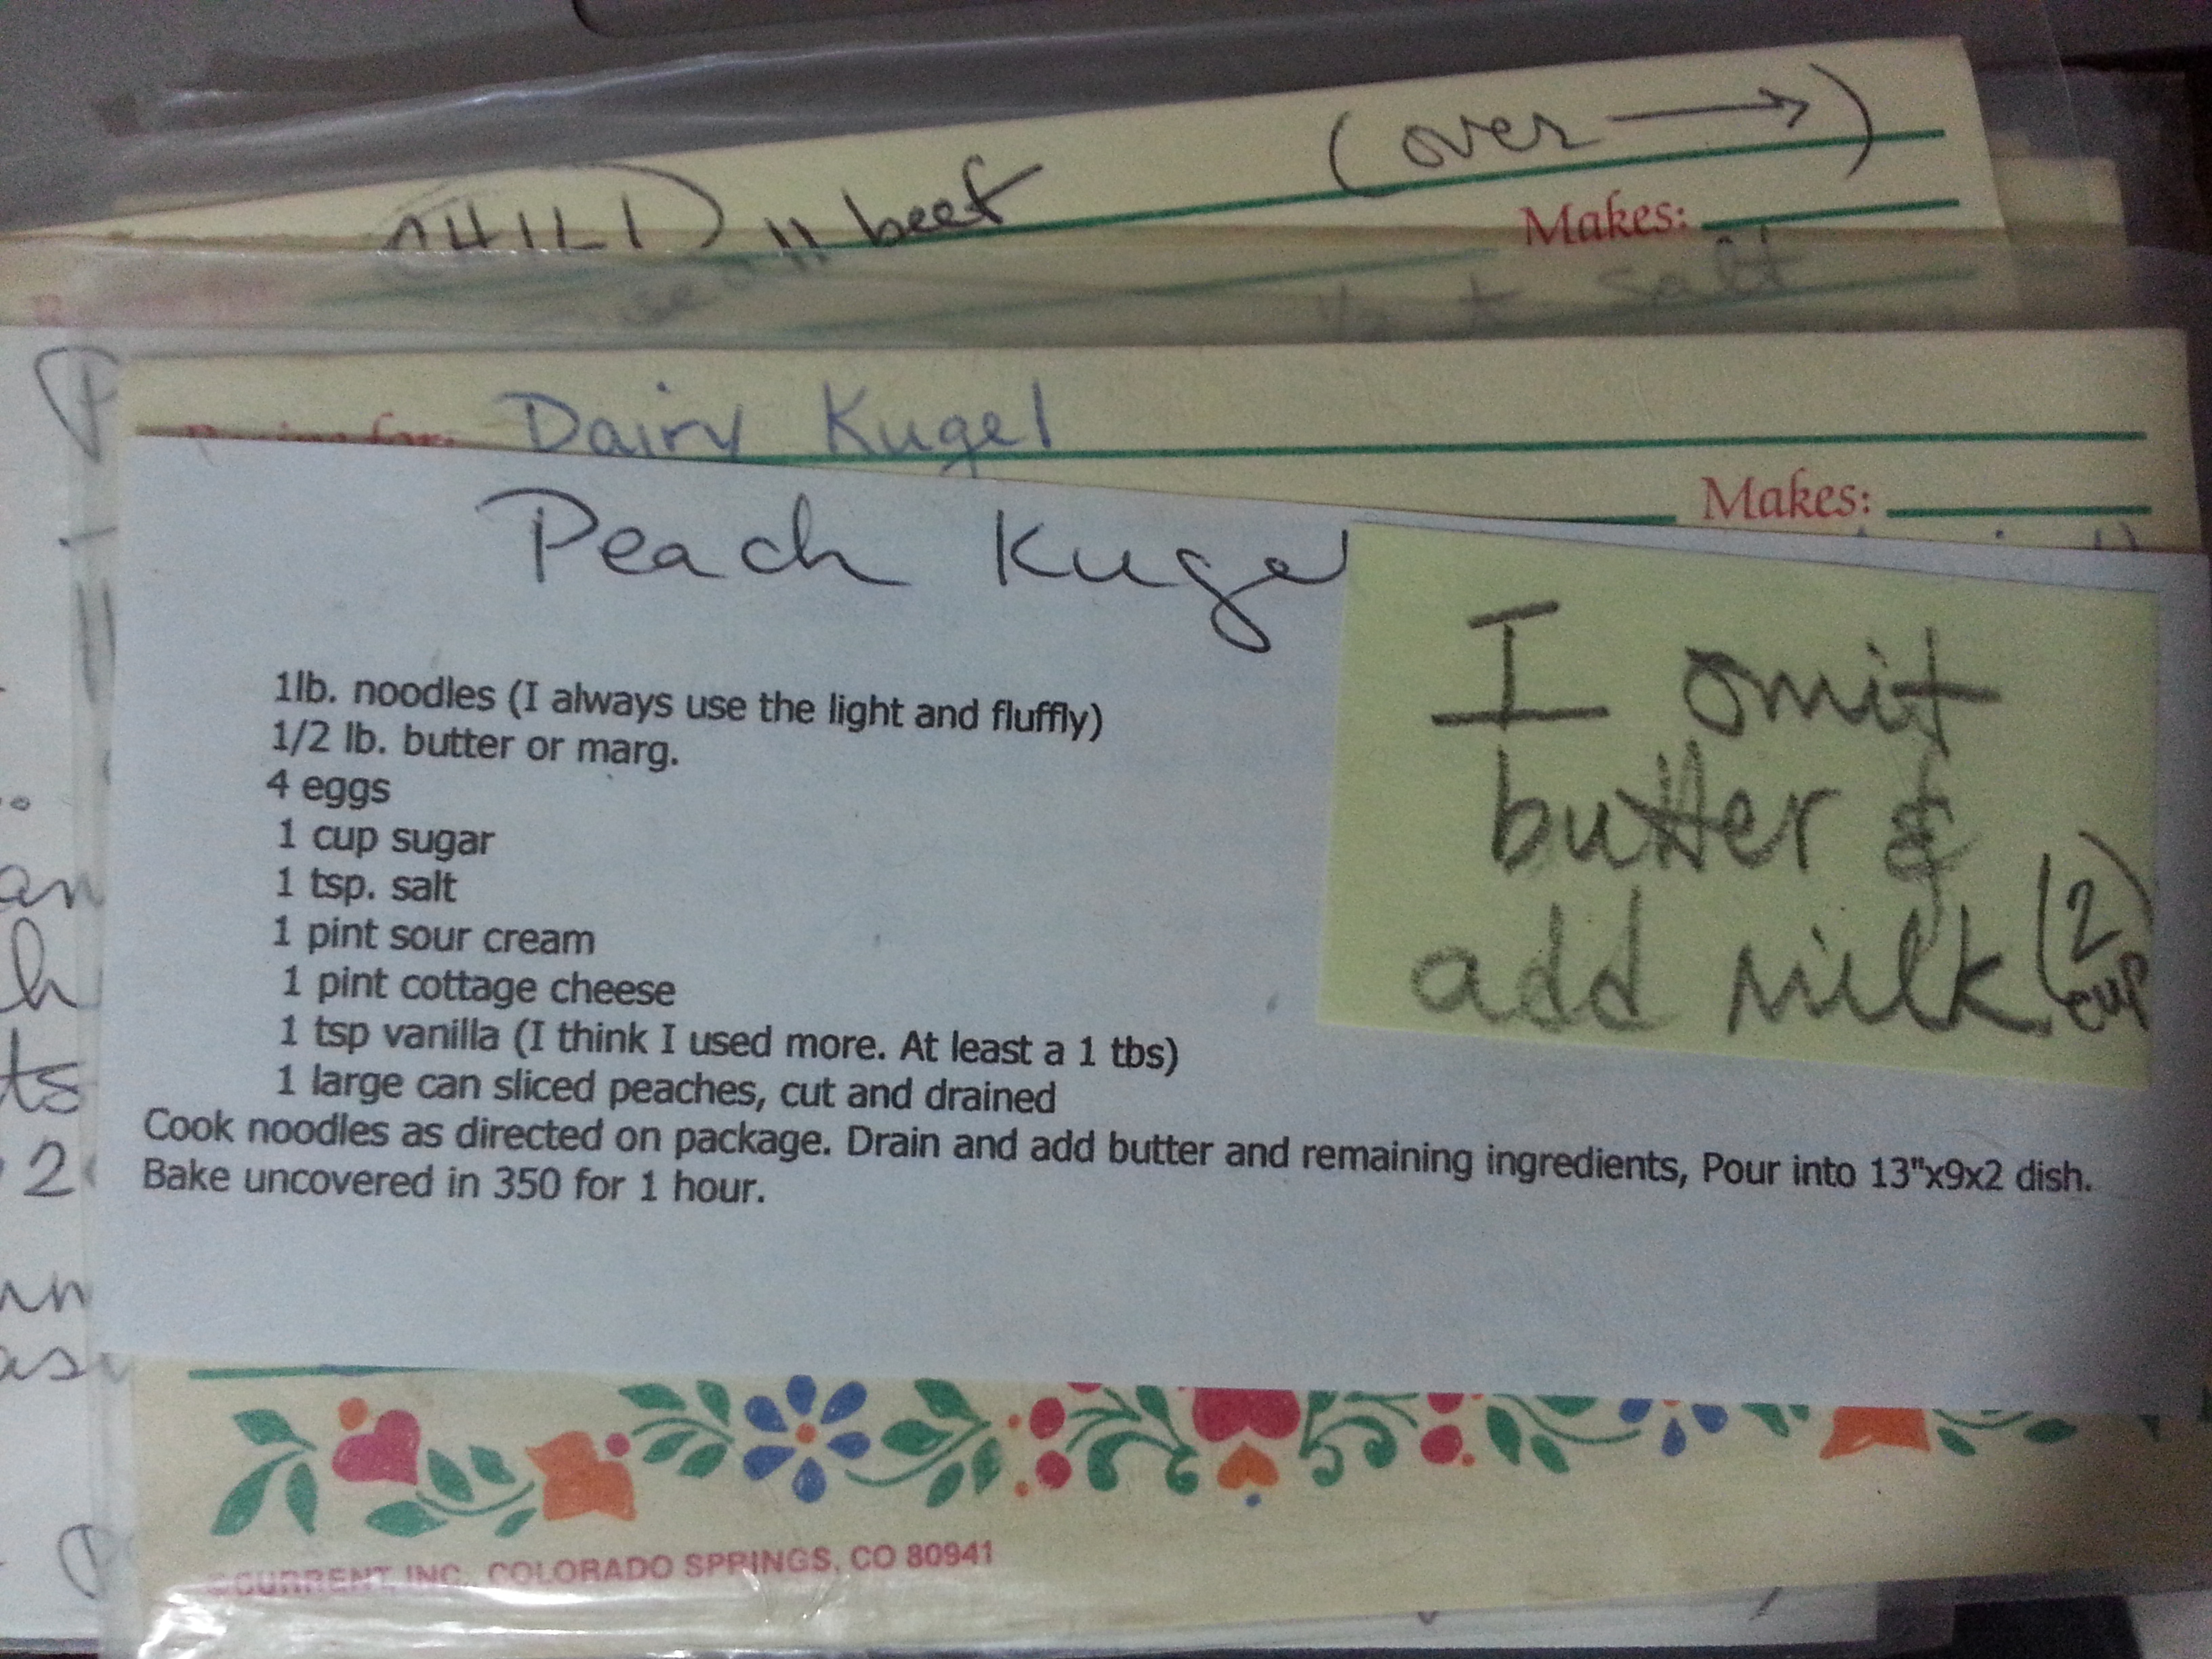 (over →)
CHILI
beef
Makes:
salt
Dairy Kugel
Makes:
Peach Kugel
I omit
butter &
add milk (2
cup)
1lb. noodles (I always use the light and fluffly)
1/2 lb. butter or marg.
4 eggs
1 cup sugar
1 tsp. salt
1 pint sour cream
1 pint cottage cheese
1 tsp vanilla (I think I used more. At least a 1 tbs)
1 large can sliced peaches, cut and drained
Cook noodles as directed on package. Drain and add butter and remaining ingredients, Pour into 13"x9x2 dish.
Bake uncovered in 350 for 1 hour.
©CURRENT, INC., COLORADO SPRINGS, CO 80941